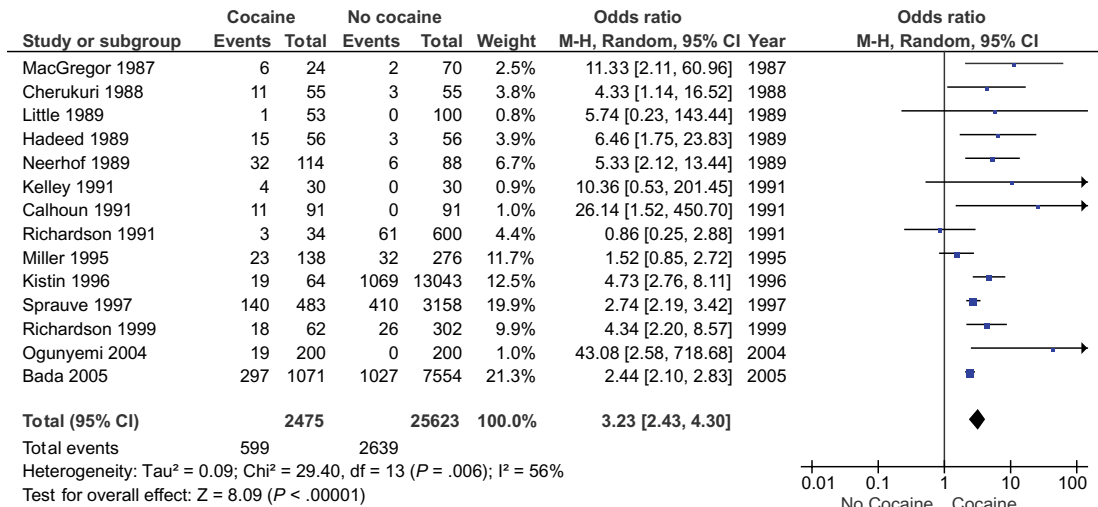 Cocaine No cocaine Odds ratio Odds ratio
Study or subgroup Events Total Events Total Weight M-H, Random, 95% CI Year M-H, Random, 95% CI
MacGregor 1987 6 24 2 70 2.5% 11.33 [2.11, 60.96] 1987
Cherukuri 1988 11 55 3 55 3.8% 4.33 [1.14, 16.52] 1988
Little 1989 1 53 0 100 0.8% 5.74 [0.23, 143.44] 1989
Hadeed 1989 15 56 3 56 3.9% 6.46 [1.75, 23.83] 1989
Neerhof 1989 32 114 6 88 6.7% 5.33 [2.12, 13.44] 1989
Kelley 1991 4 30 0 30 0.9% 10.36 [0.53, 201.45] 1991
Calhoun 1991 11 91 0 91 1.0% 26.14 [1.52, 450.70] 1991
Richardson 1991 3 34 61 600 4.4% 0.86 [0.25, 2.88] 1991
Miller 1995 23 138 32 276 11.7% 1.52 [0.85, 2.72] 1995
Kistin 1996 19 64 1069 13043 12.5% 4.73 [2.76, 8.11] 1996
Sprauve 1997 140 483 410 3158 19.9% 2.74 [2.19, 3.42] 1997
Richardson 1999 18 62 26 302 9.9% 4.34 [2.20, 8.57] 1999
Ogunyemi 2004 19 200 0 200 1.0% 43.08 [2.58, 718.68] 2004
Bada 2005 297 1071 1027 7554 21.3% 2.44 [2.10, 2.83] 2005
Total (95% CI) 2475 25623 100.0% 3.23 [2.43, 4.30]
Total events 599 2639
Heterogeneity: Tau² = 0.09; Chi² = 29.40, df = 13 (P = .006); I² = 56%
Test for overall effect: Z = 8.09 (P < .00001)
0.01 0.1 1 10 100
No Cocaine Cocaine